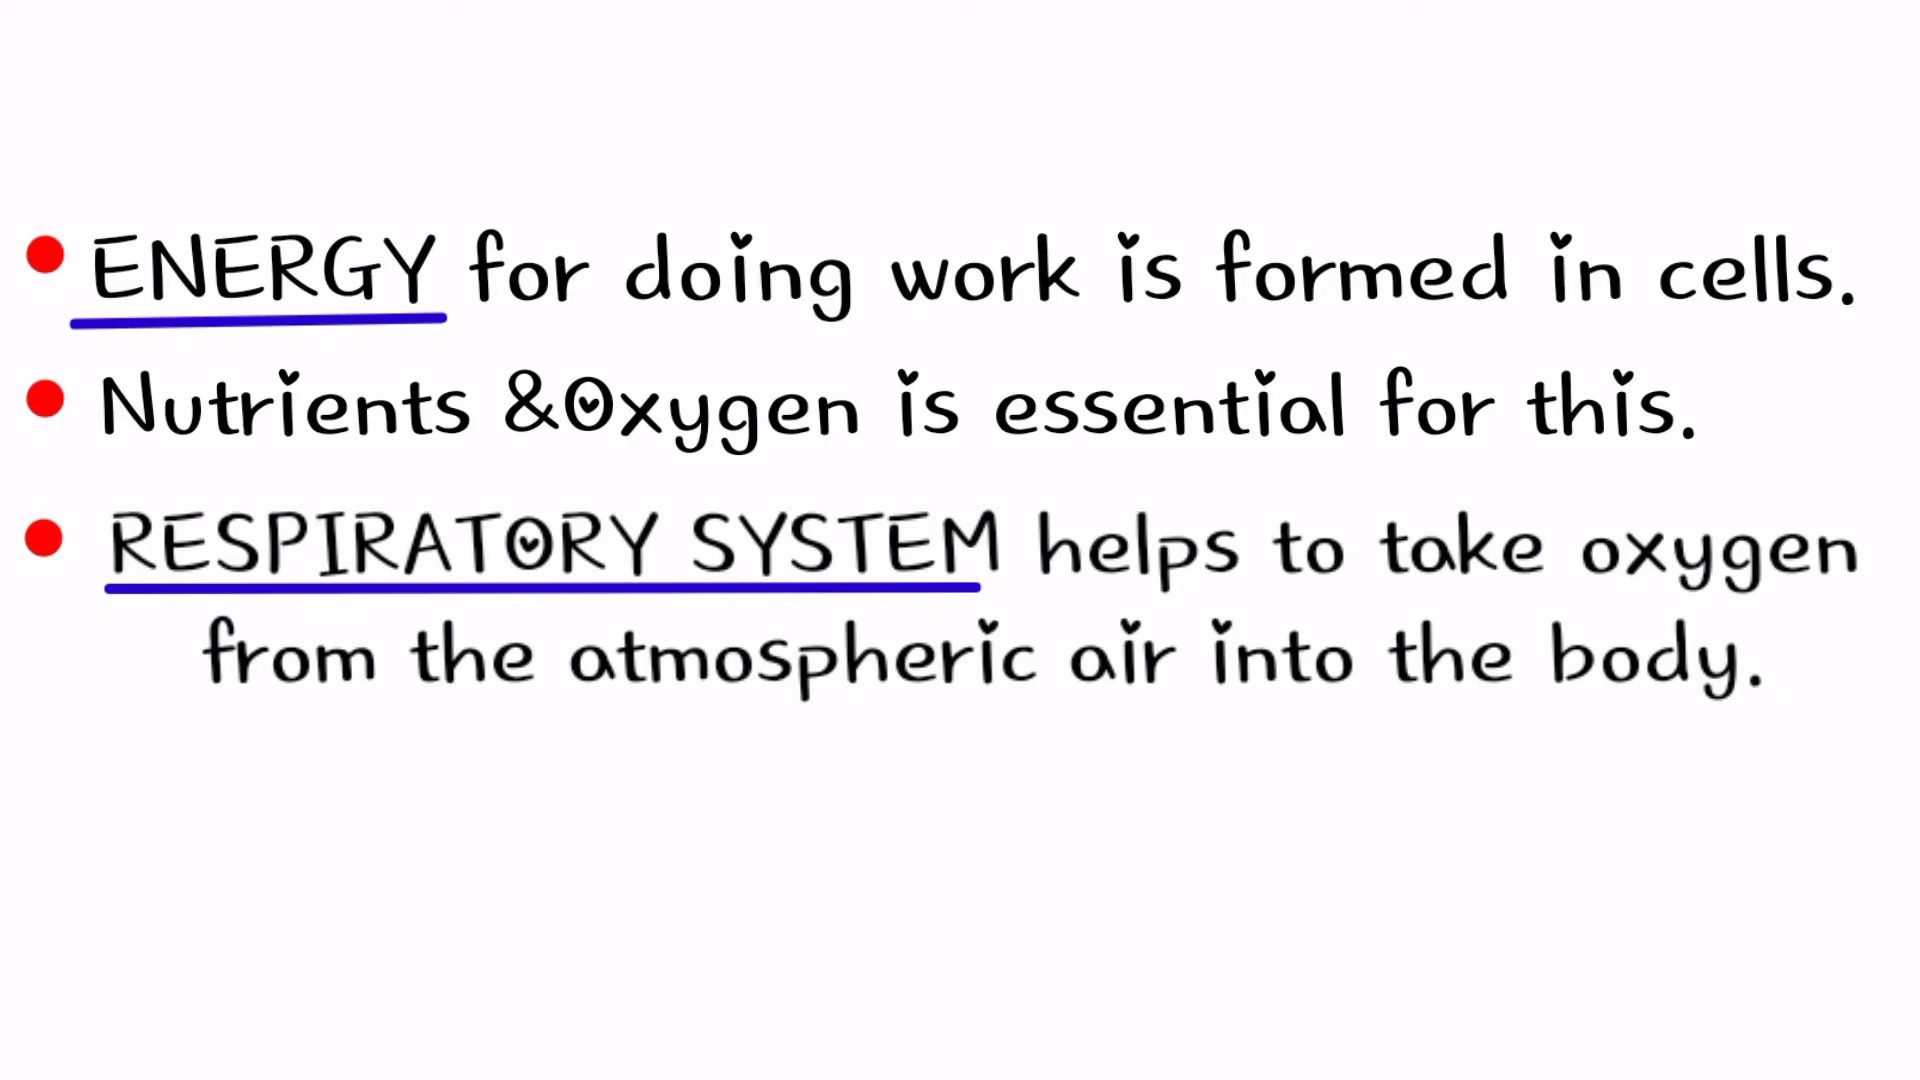 ENERGY for doing work is formed in cells.
Nutrients &Oxygen is essential for this.
RESPIRATORY SYSTEM helps to take oxygen
from the atmospheric air into the body.